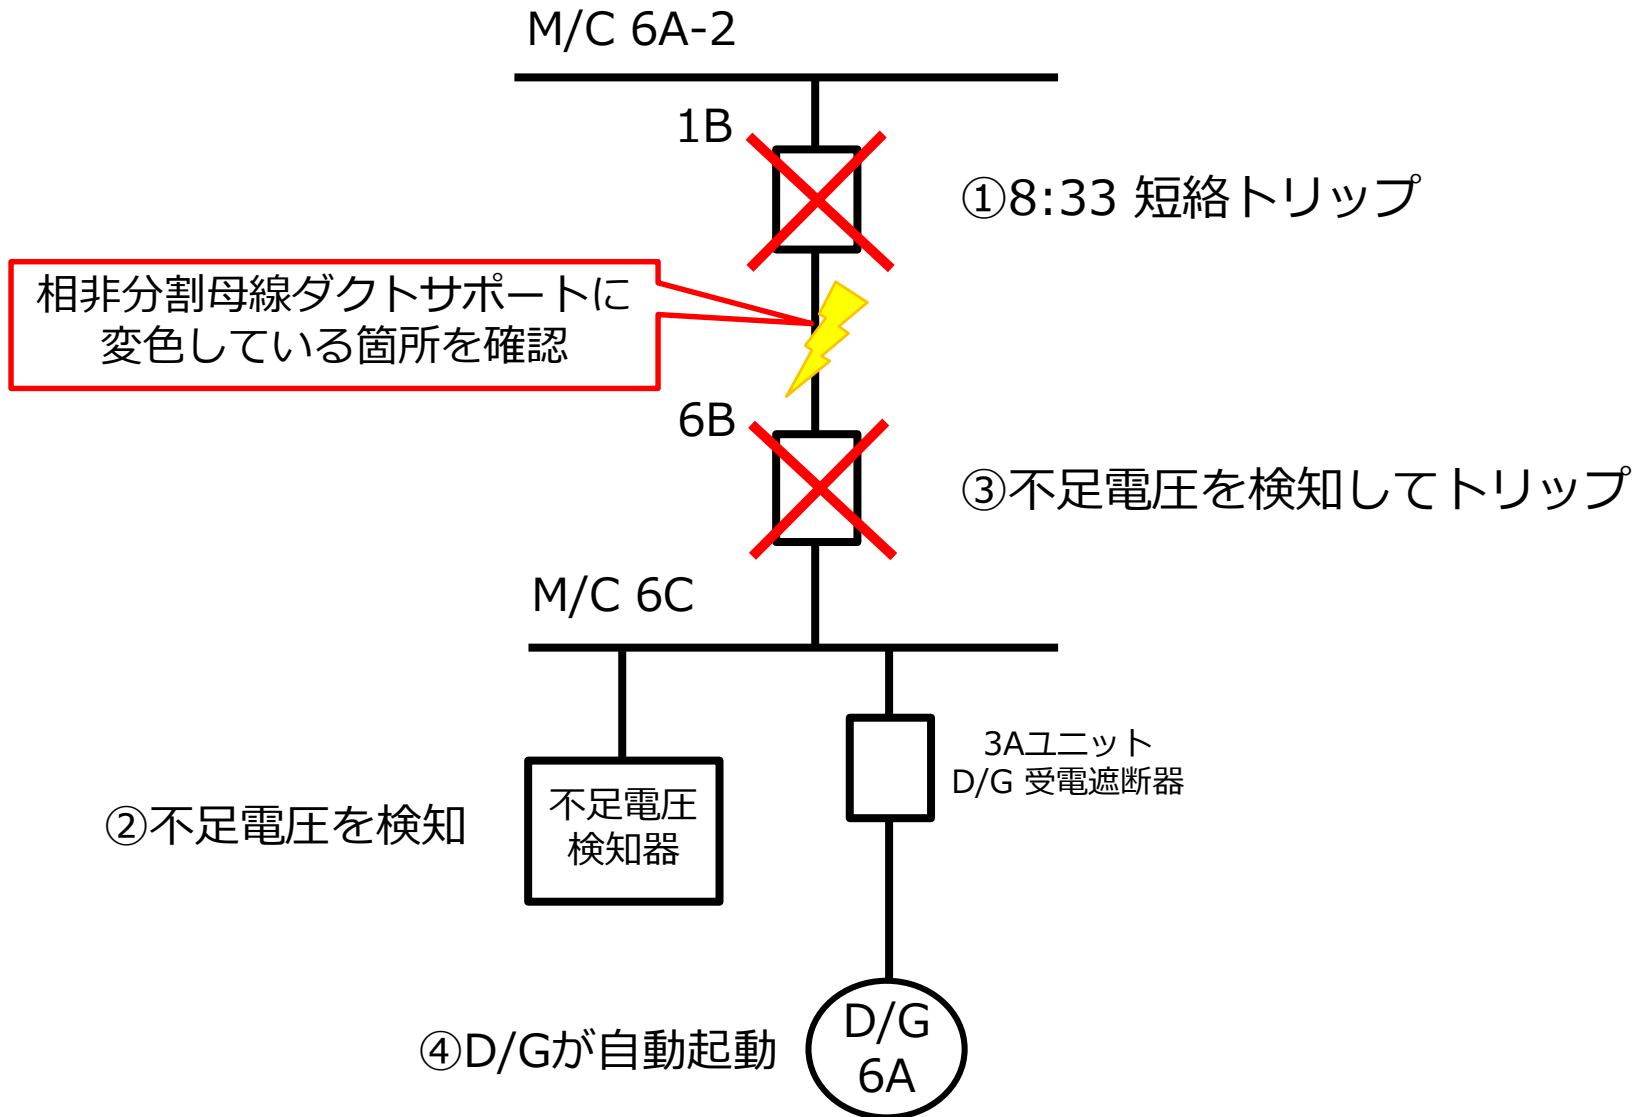 M/C 6A-2
1B
①8:33 短絡トリップ
相非分割母線ダクトサポートに
変色している箇所を確認
6B
③不足電圧を検知してトリップ
M/C 6C
3Aユニット
D/G 受電遮断器
②不足電圧を検知
不足電圧
検知器
④D/Gが自動起動
D/G
6A